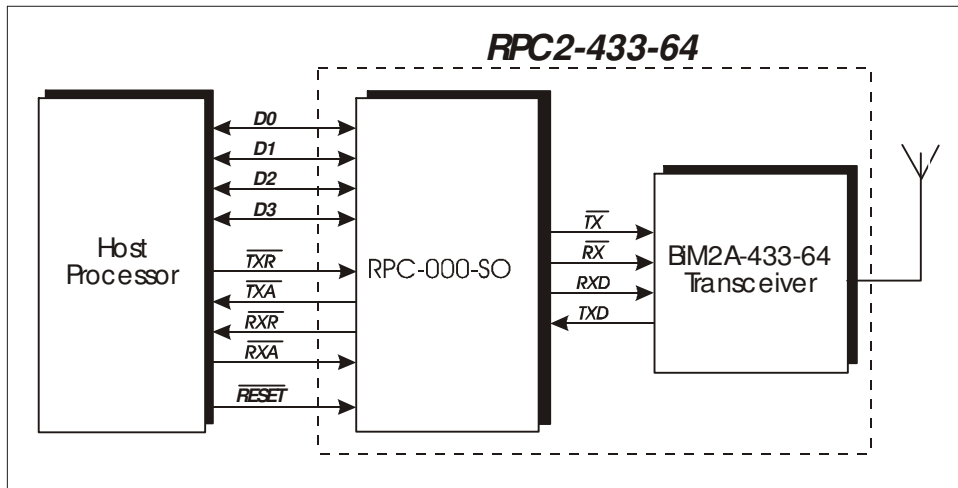 RPC2-433-64
D0
D1
D2
D3
Host
Processor
TXR
TXA
RXR
RXA
RESET
RPC-000-SO
TX
RX
RXD
TXD
BiM2A-433-64
Transceiver